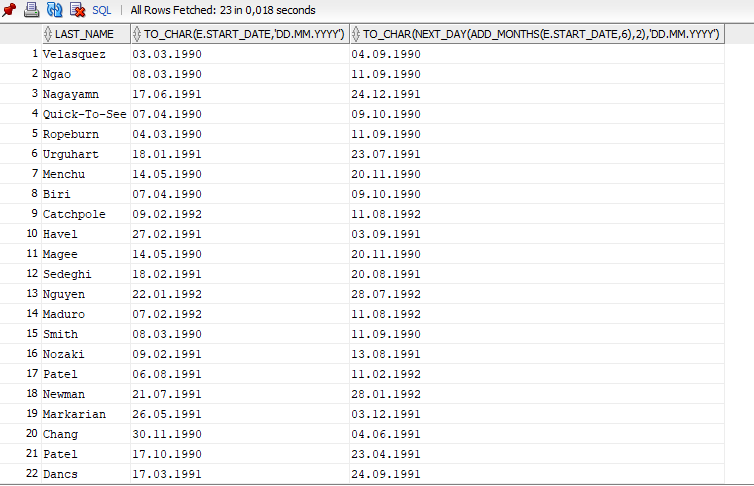 SQL | All Rows Fetched: 23 in 0,018 seconds
LAST_NAME TO_CHAR(E.START_DATE,'DD.MM.YYYY') TO_CHAR(NEXT_DAY(ADD_MONTHS(E.START_DATE,6),2),'DD.MM.YYYY')
1 Velasquez 03.03.1990 04.09.1990
2 Ngao 08.03.1990 11.09.1990
3 Nagayamn 17.06.1991 24.12.1991
4 Quick-To-See 07.04.1990 09.10.1990
5 Ropeburn 04.03.1990 11.09.1990
6 Urguhart 18.01.1991 23.07.1991
7 Menchu 14.05.1990 20.11.1990
8 Biri 07.04.1990 09.10.1990
9 Catchpole 09.02.1992 11.08.1992
10 Havel 27.02.1991 03.09.1991
11 Magee 14.05.1990 20.11.1990
12 Sedeghi 18.02.1991 20.08.1991
13 Nguyen 22.01.1992 28.07.1992
14 Maduro 07.02.1992 11.08.1992
15 Smith 08.03.1990 11.09.1990
16 Nozaki 09.02.1991 13.08.1991
17 Patel 06.08.1991 11.02.1992
18 Newman 21.07.1991 28.01.1992
19 Markarian 26.05.1991 03.12.1991
20 Chang 30.11.1990 04.06.1991
21 Patel 17.10.1990 23.04.1991
22 Dancs 17.03.1991 24.09.1991